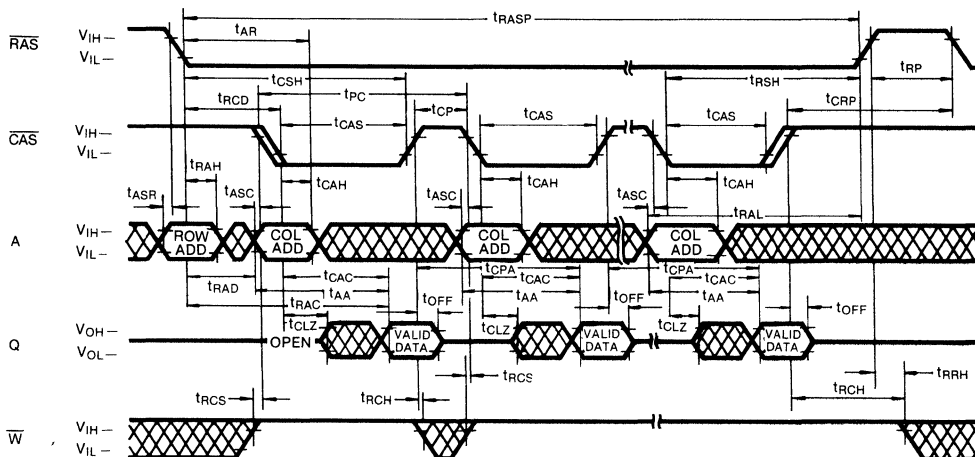 tRASP
RAS VIH
VIL
tAR
tRP
tCSH
tRSH
tPC
tCRP
tRCD
tCP
CAS VIH
VIL
tCAS
tCAS
tCAS
tRAH
tCAH
tCAH
tCAH
tASR
tASC
tASC
tASC
tRAL
A VIH
VIL
ROW ADD
COL ADD
COL ADD
COL ADD
tRAD
tCAC
tCPA
tCAC
tCPA
tCAC
tAA
tAA
tAA
tRAC
tOFF
tOFF
tOFF
tCLZ
tCLZ
tCLZ
Q VOH
VOL
OPEN
VALID DATA
VALID DATA
VALID DATA
tRCS
tRRH
tRCS
tRCH
tRCH
W VIH
VIL